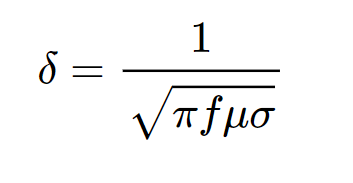 δ = 1 / √(πfμσ)